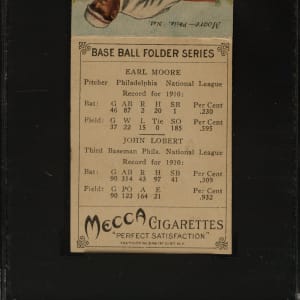 Moore—Phila. Nat.
BASE BALL FOLDER SERIES
EARL MOORE
Pitcher Philadelphia National League
Record for 1910:
Bat: G AB R H SB Per Cent
46 87 2 20 1 .230
Field: G W L Tie SO Per Cent
37 22 15 0 185 .595
JOHN LOBERT
Third Baseman Phila. National League
Record for 1910:
Bat: G AB R H SB Per Cent
90 314 43 97 41 .309
Field: G PO A E Per Cent
90 122 164 21 .932
MECCA CIGARETTES
"PERFECT SATISFACTION"